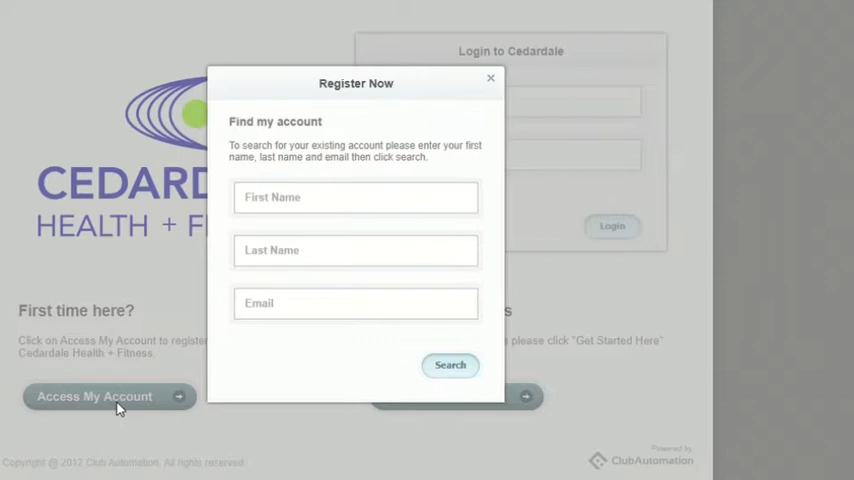 Login to Cedardale
Register Now
Find my account
To search for your existing account please enter your first
name, last name and email then click search.
First Name
Last Name
Email
Search
Login
CEDARD
HEALTH + F
First time here?
Click on Access My Account to register
Cedardale Health + Fitness.
Access My Account
s
please click "Get Started Here"
Copyright @ 2012 Club Automation. All rights reserved
Powered by
ClubAutomation